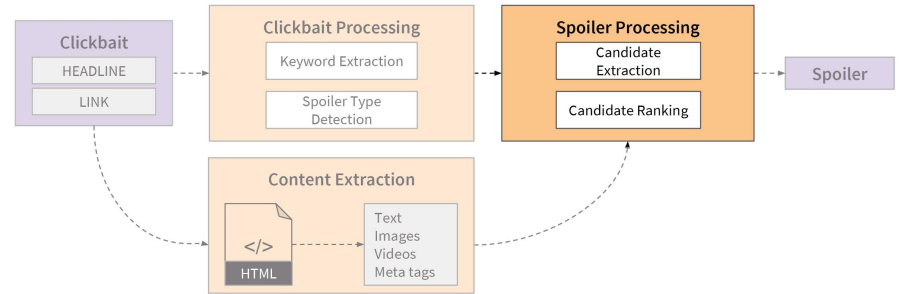 Clickbait
HEADLINE
LINK
Clickbait Processing
Keyword Extraction
Spoiler Type
Detection
Spoiler Processing
Candidate
Extraction
Candidate Ranking
Spoiler
Content Extraction
</>
HTML
Text
Images
Videos
Meta tags